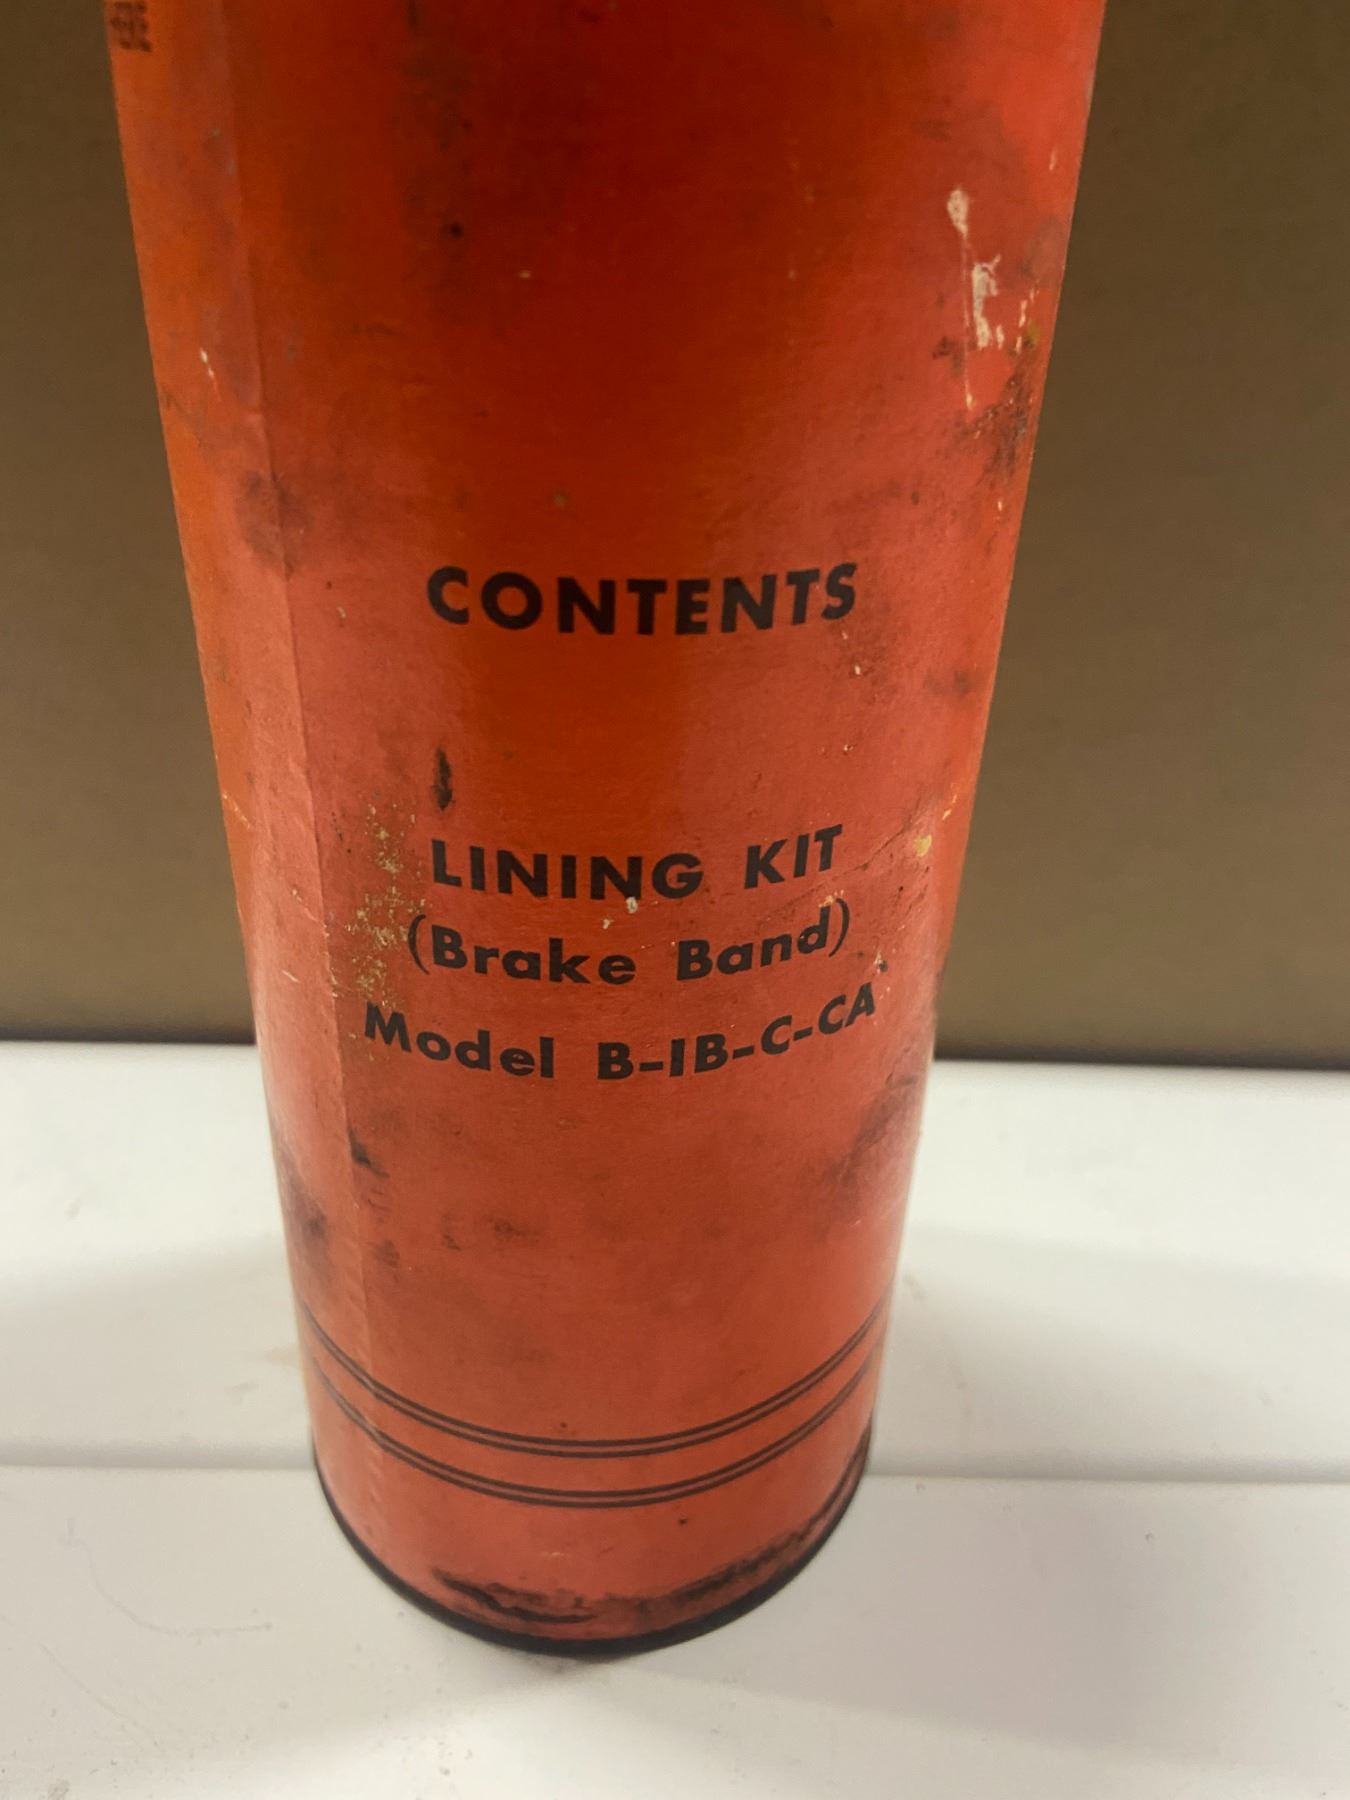 CONTENTS
LINING KIT
(Brake Band)
Model B-IB-C-CA